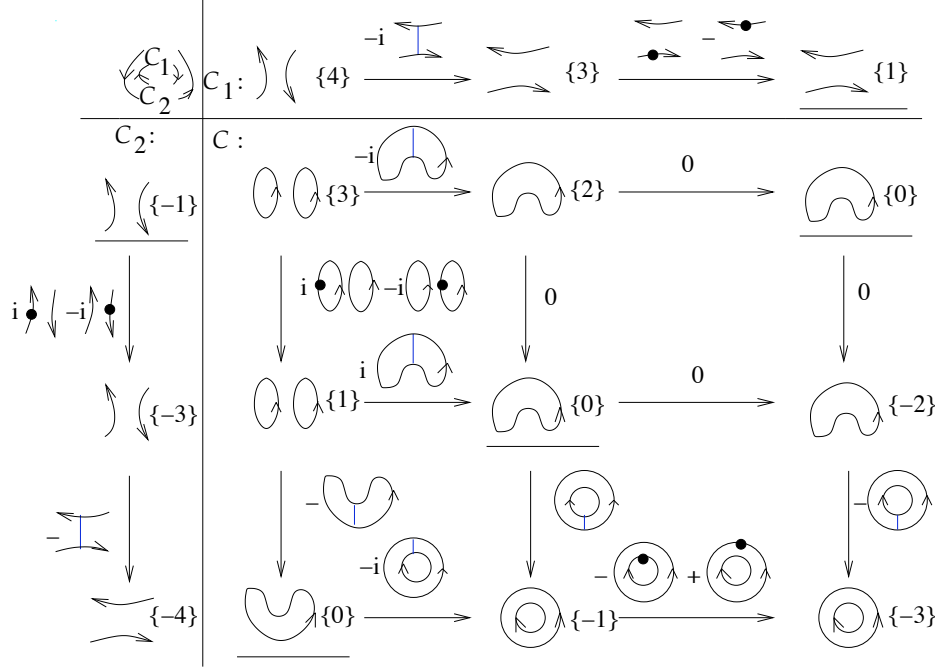 −i −
C₁ C₂ C₁: {4} {3} {1}
C₂: C:
−i 0
{−1} {3} {2} {0}
i −i i −i 0 0
i 0
{−3} {1} {0} {−2}
− − −
− −i − +
{−4} {0} {−1} {−3}